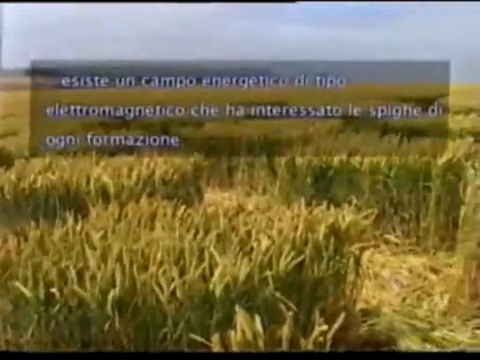 esiste un campo energetico di tipo
elettromagnetico che ha interessato le spighe di
ogni formazione.